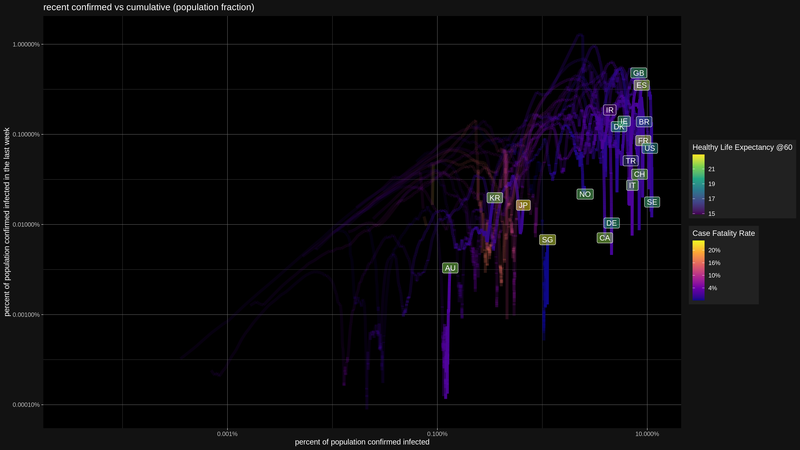 recent confirmed vs cumulative (population fraction)
percent of population confirmed infected in the last week
1.00000%
0.10000%
0.01000%
0.00100%
0.00010%
GB
ES
IR
IE
DK
BR
FR
US
TR
CH
IT
NO
SE
KR
JP
DE
CA
SG
AU
0.001%
0.100%
10.000%
percent of population confirmed infected
Healthy Life Expectancy @60
21
19
17
15
Case Fatality Rate
20%
16%
10%
4%